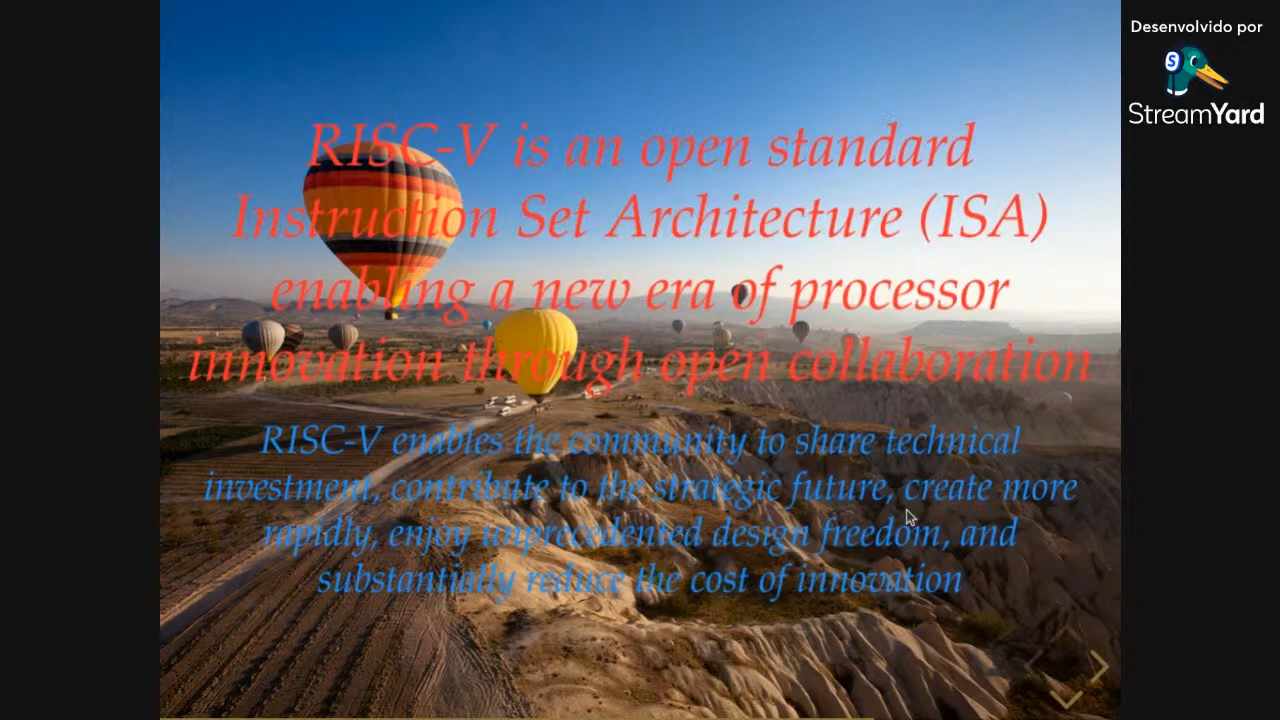 RISC-V is an open standard
Instruction Set Architecture (ISA)
enabling a new era of processor
innovation through open collaboration
RISC-V enables the community to share technical
investment, contribute to the strategic future, create more
rapidly, enjoy unprecedented design freedom, and
substantially reduce the cost of innovation
Desenvolvido por
S
StreamYard